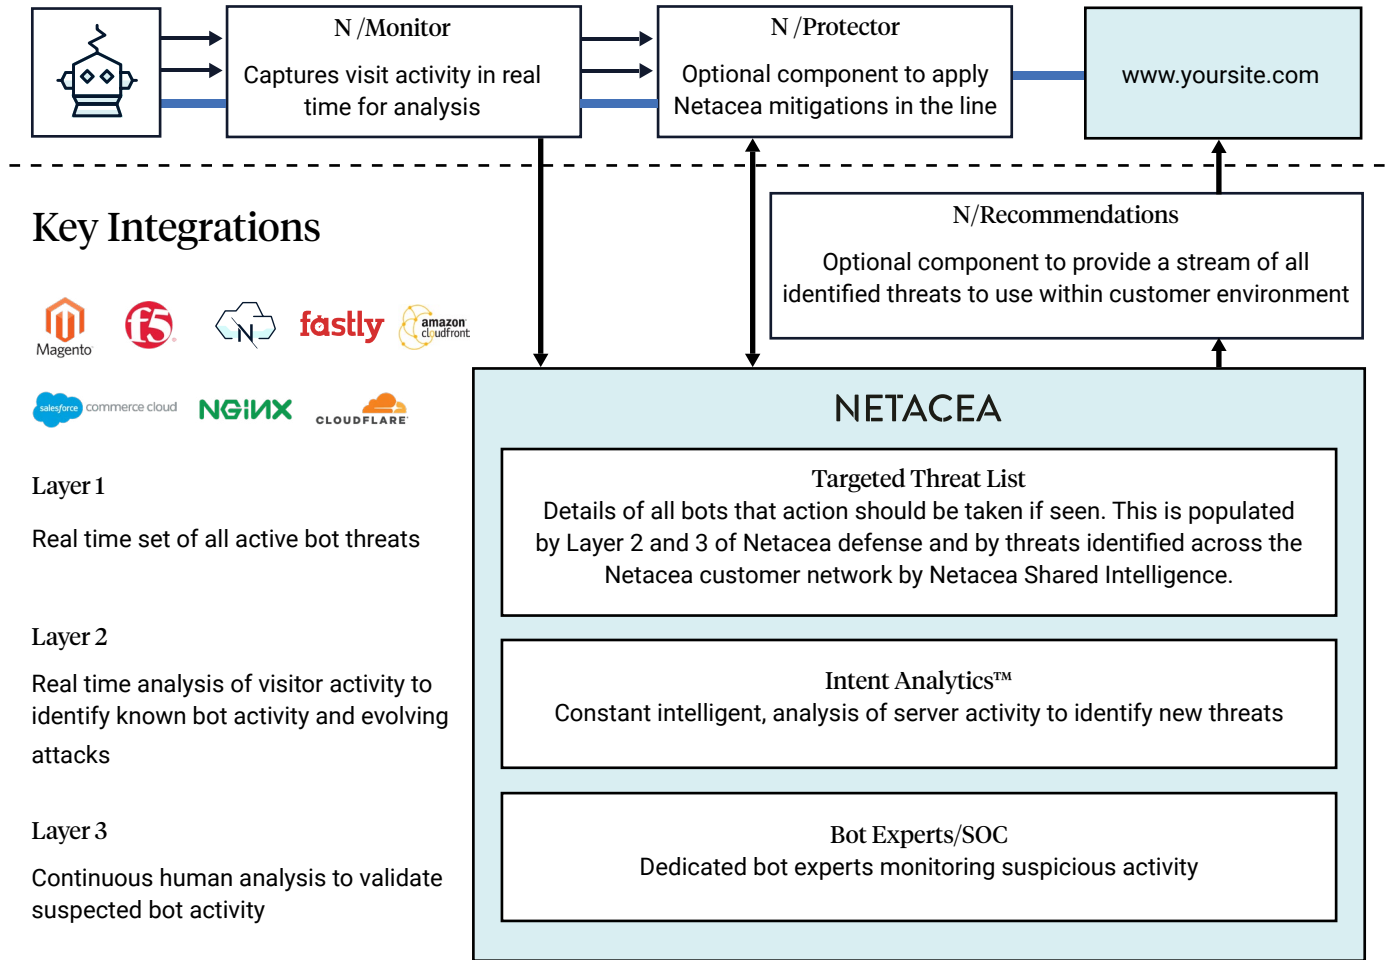 N /Monitor
Captures visit activity in real
time for analysis
N /Protector
Optional component to apply
Netacea mitigations in the line
www.yoursite.com
Key Integrations
N/Recommendations
Optional component to provide a stream of all
identified threats to use within customer environment
Magento
f5
N
fastly
amazon
cloudfront
salesforce commerce cloud
NGINX
CLOUDFLARE
NETACEA
Layer 1
Real time set of all active bot threats
Targeted Threat List
Details of all bots that action should be taken if seen. This is populated
by Layer 2 and 3 of Netacea defense and by threats identified across the
Netacea customer network by Netacea Shared Intelligence.
Layer 2
Real time analysis of visitor activity to
identify known bot activity and evolving
attacks
Intent Analytics™
Constant intelligent, analysis of server activity to identify new threats
Layer 3
Continuous human analysis to validate
suspected bot activity
Bot Experts/SOC
Dedicated bot experts monitoring suspicious activity